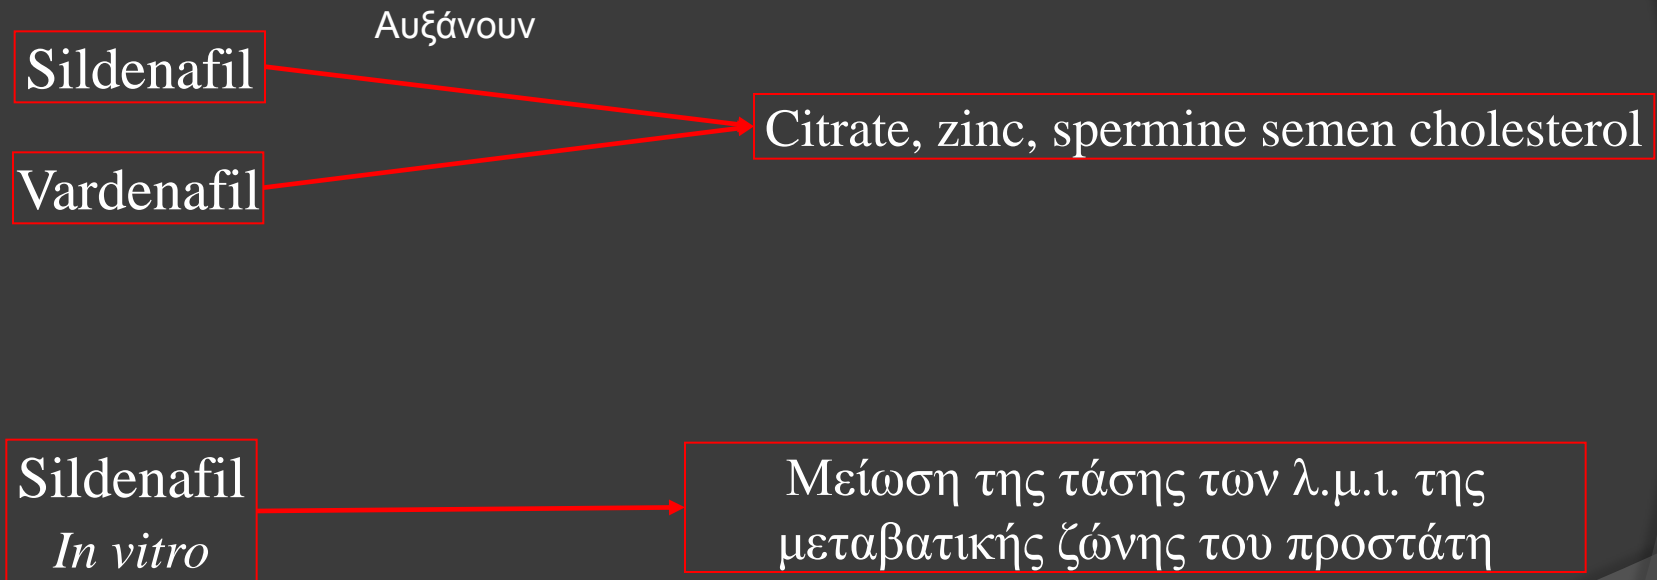 Αυξάνουν
Sildenafil
Citrate, zinc, spermine semen cholesterol
Vardenafil
Sildenafil
In vitro
Μείωση της τάσης των λ.μ.ι. της
μεταβατικής ζώνης του προστάτη